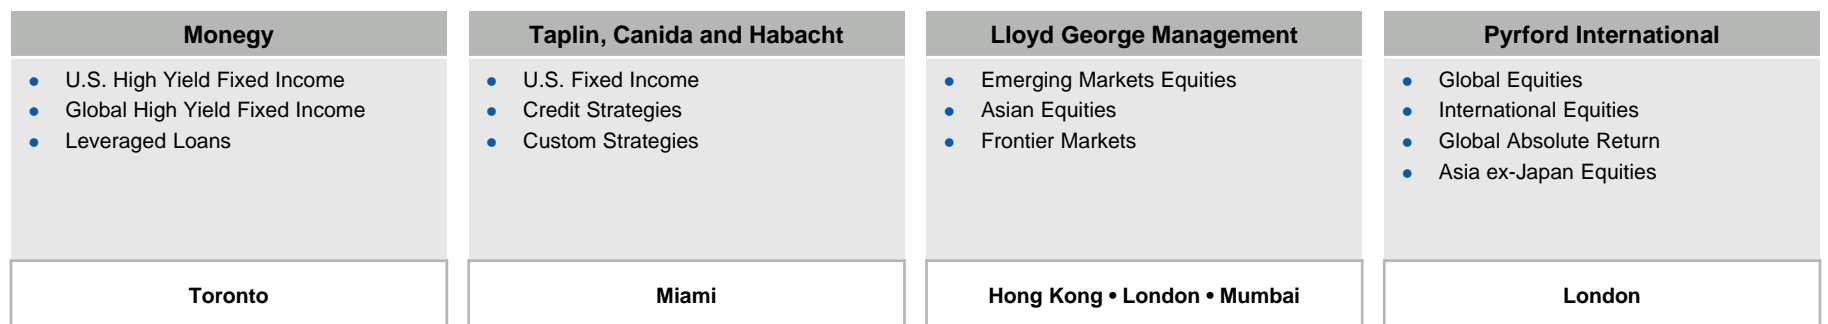 Monegy
● U.S. High Yield Fixed Income
● Global High Yield Fixed Income
● Leveraged Loans
Toronto
Taplin, Canida and Habacht
● U.S. Fixed Income
● Credit Strategies
● Custom Strategies
Miami
Lloyd George Management
● Emerging Markets Equities
● Asian Equities
● Frontier Markets
Hong Kong • London • Mumbai
Pyrford International
● Global Equities
● International Equities
● Global Absolute Return
● Asia ex-Japan Equities
London